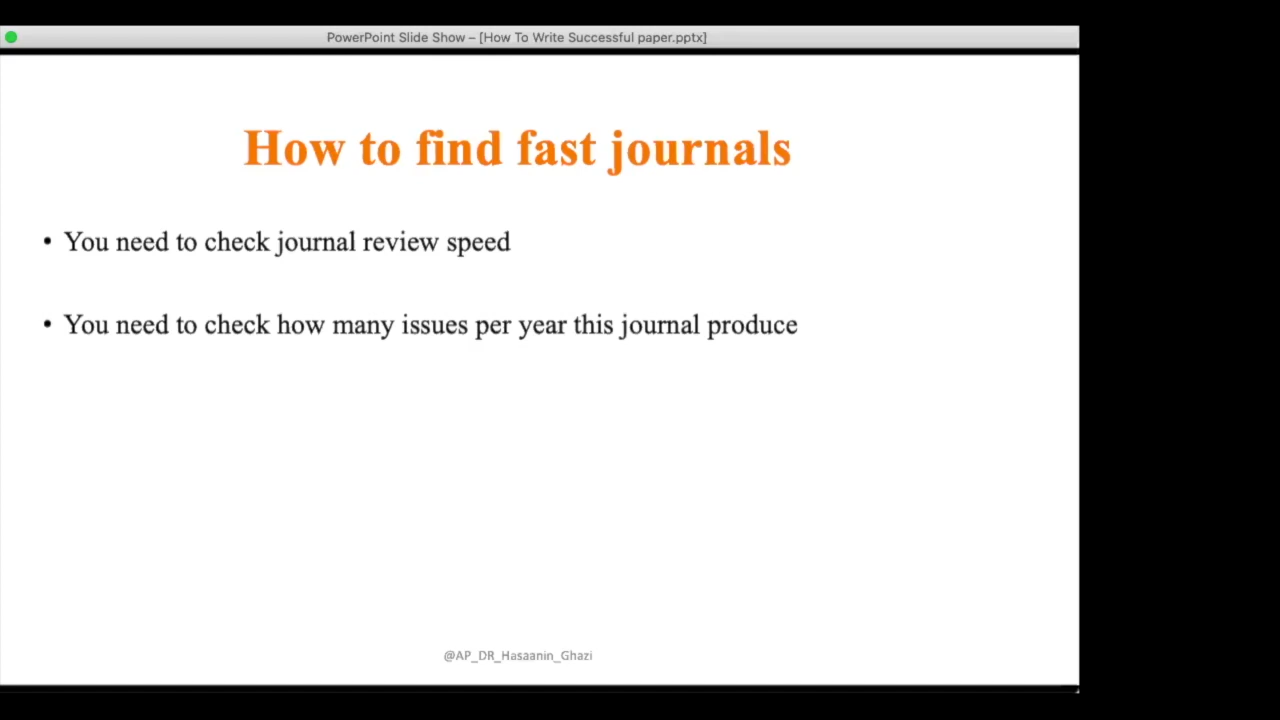 PowerPoint Slide Show – [How To Write Successful paper.pptx]
How to find fast journals
• You need to check journal review speed
• You need to check how many issues per year this journal produce
@AP_DR_Hasaanin_Ghazi